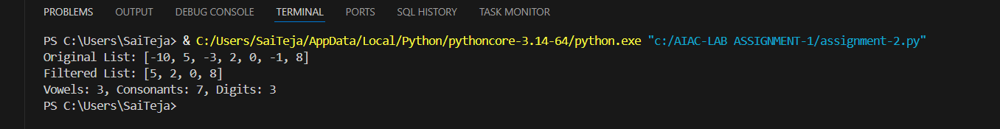 PROBLEMS OUTPUT DEBUG CONSOLE TERMINAL PORTS SQL HISTORY TASK MONITOR
PS C:\Users\SaiTeja> & C:/Users/SaiTeja/AppData/Local/Python/pythoncore-3.14-64/python.exe "c:/AIAC-LAB ASSIGNMENT-1/assignment-2.py"
Original List: [-10, 5, -3, 2, 0, -1, 8]
Filtered List: [5, 2, 0, 8]
Vowels: 3, Consonants: 7, Digits: 3
PS C:\Users\SaiTeja>